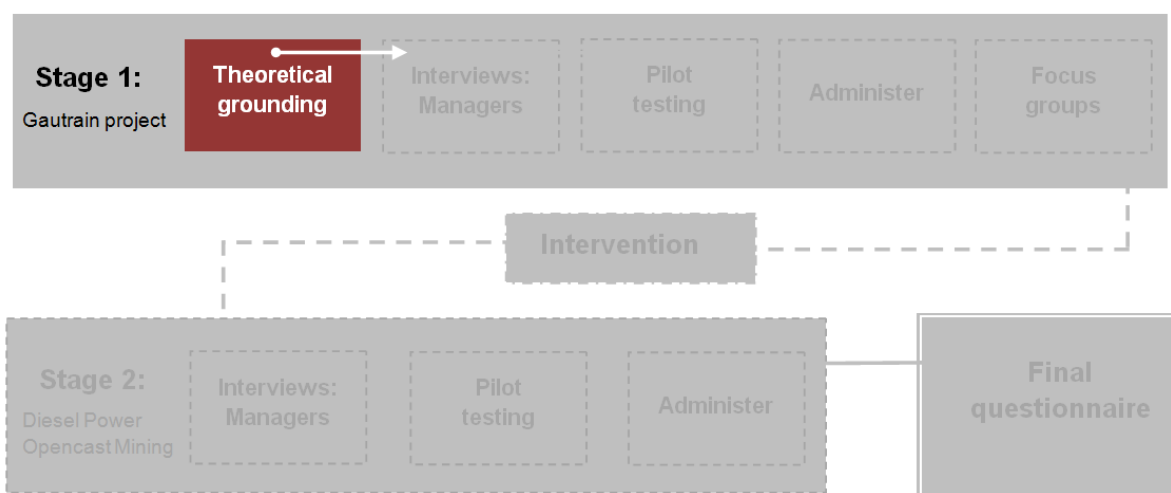 Stage 1:
Gautrain project
Theoretical
grounding
Interviews:
Managers
Pilot
testing
Administer
Focus
groups
Intervention
Stage 2:
Diesel Power
Opencast Mining
Interviews:
Managers
Pilot
testing
Administer
Final
questionnaire